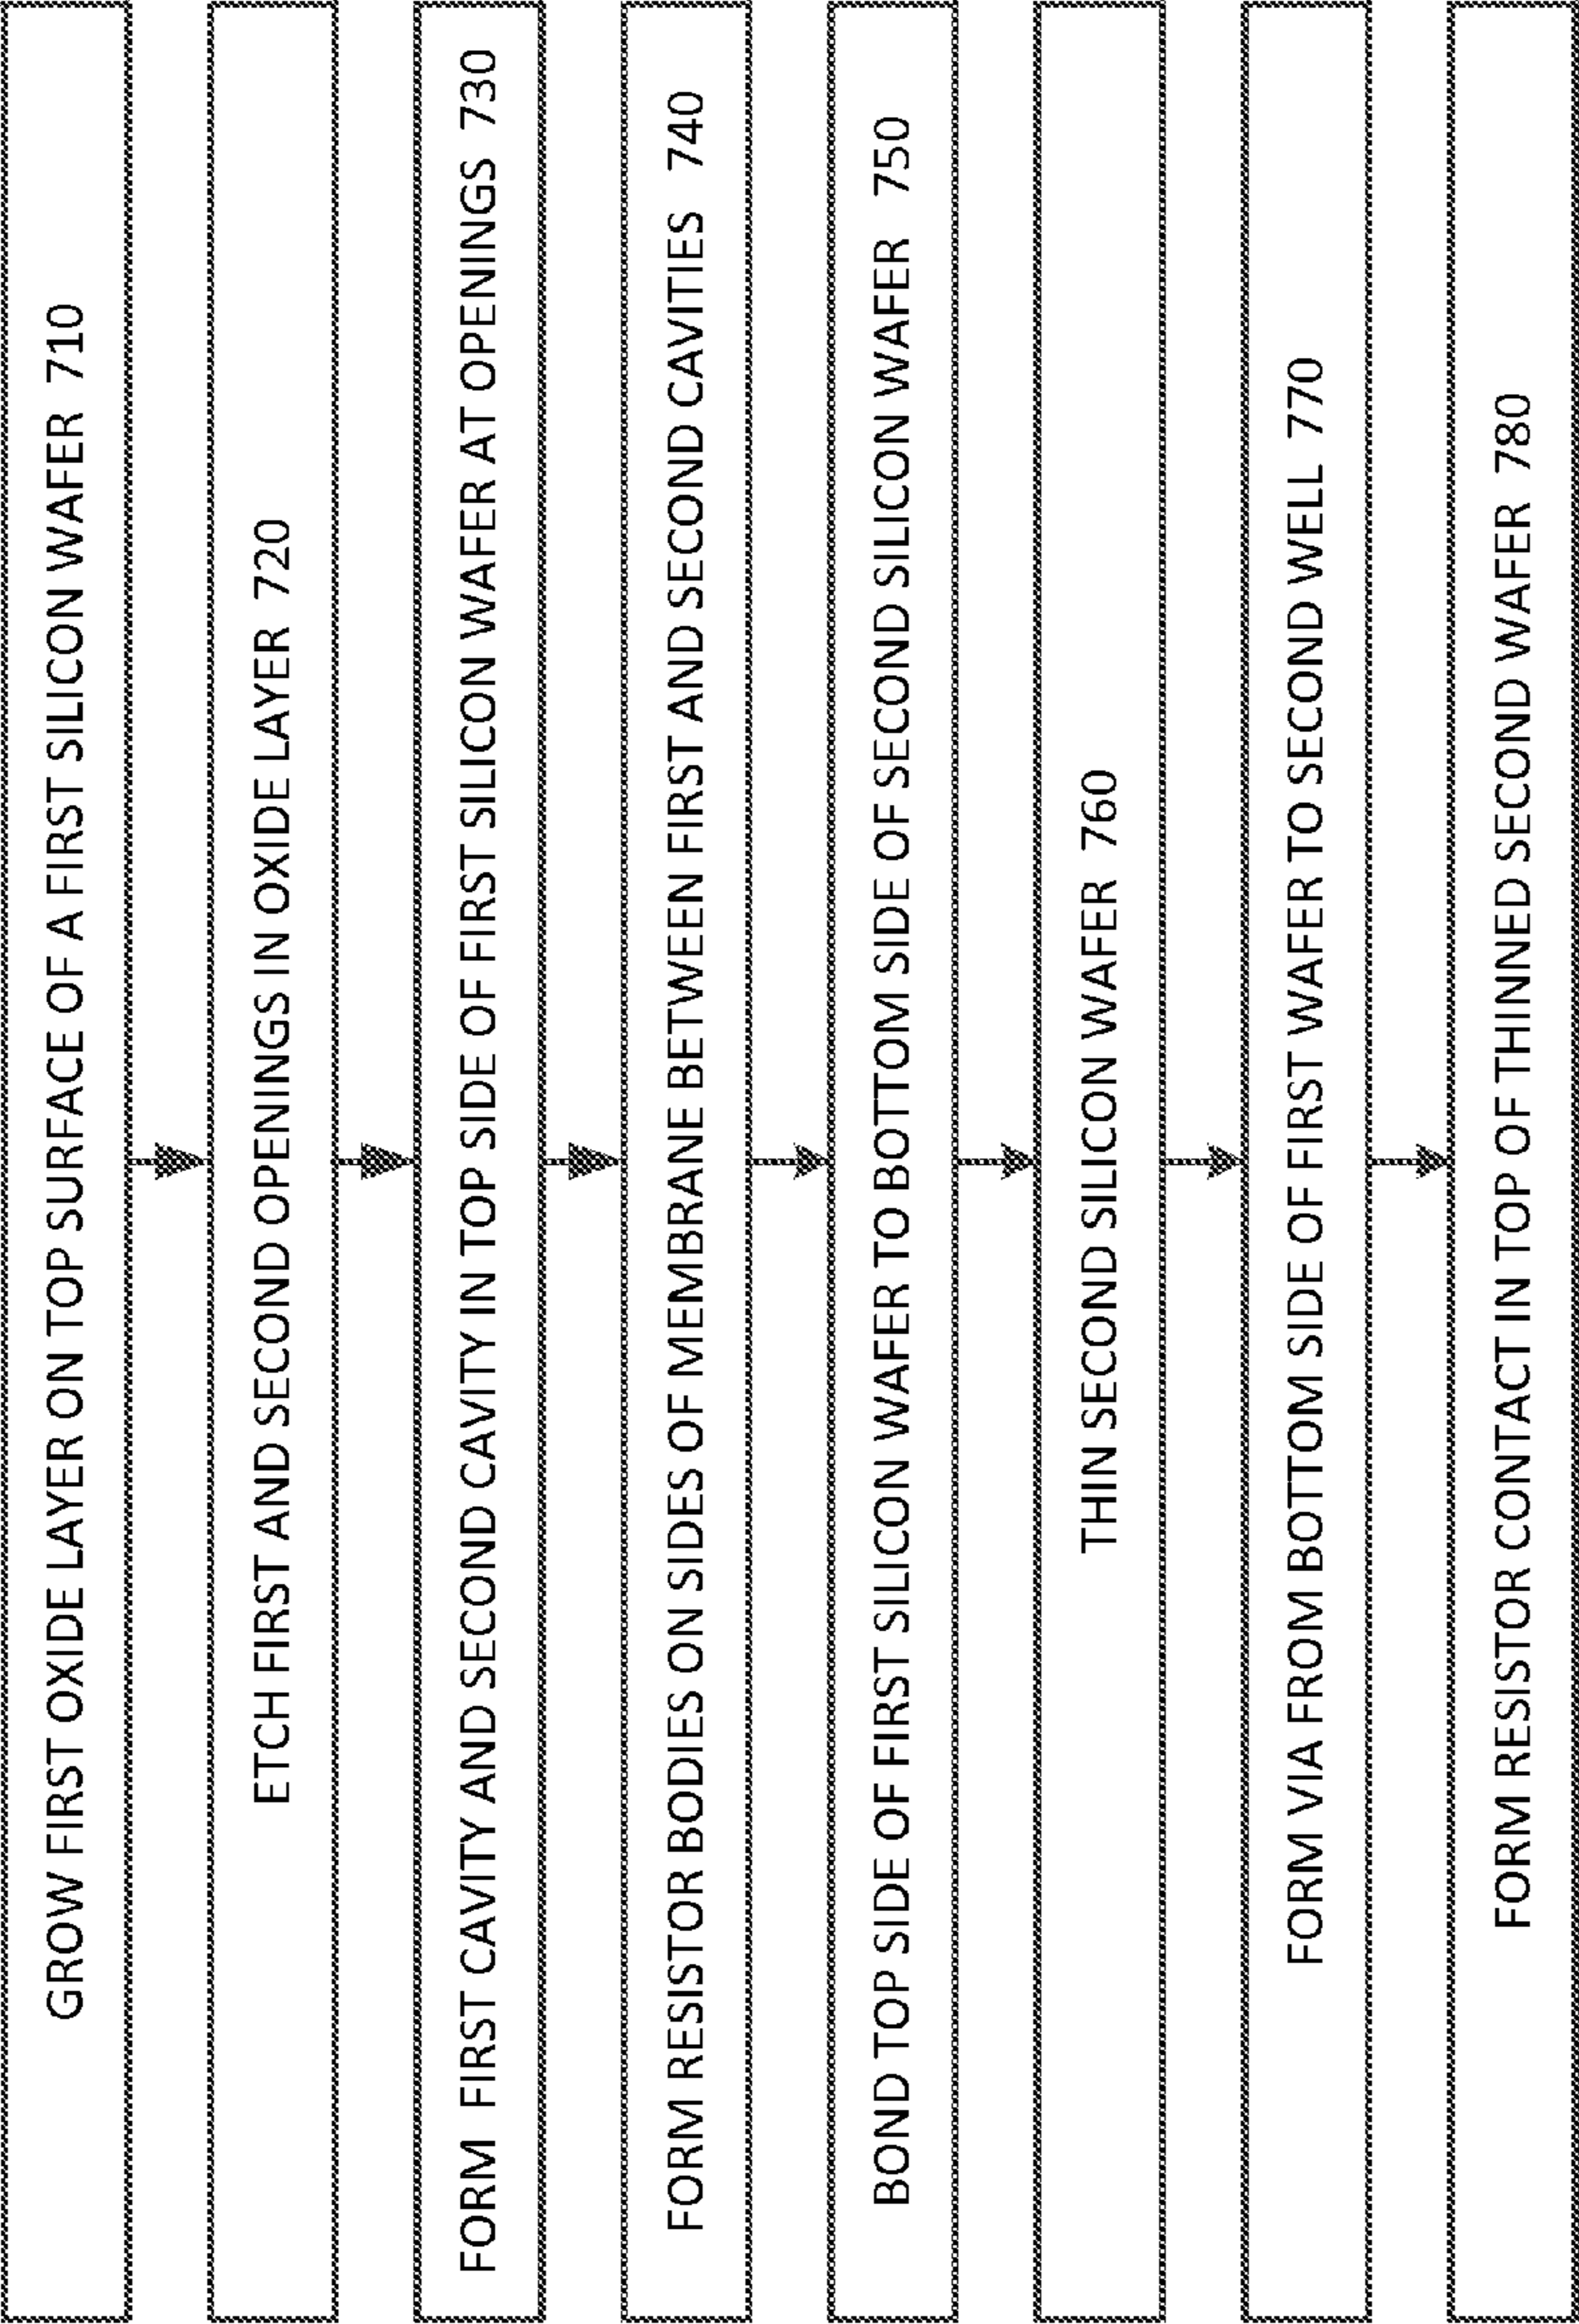 GROW FIRST OXIDE LAYER ON TOP SURFACE OF A FIRST SILICON WAFER 710
ETCH FIRST AND SECOND OPENINGS IN OXIDE LAYER 720
FORM FIRST CAVITY AND SECOND CAVITY IN TOP SIDE OF FIRST SILICON WAFER AT OPENINGS 730
FORM RESISTOR BODIES ON SIDES OF MEMBRANE BETWEEN FIRST AND SECOND CAVITIES 740
BOND TOP SIDE OF FIRST SILICON WAFER TO BOTTOM SIDE OF SECOND SILICON WAFER 750
THIN SECOND SILICON WAFER 760
FORM VIA FROM BOTTOM SIDE OF FIRST WAFER TO SECOND WELL 770
FORM RESISTOR CONTACT IN TOP OF THINNED SECOND WAFER 780